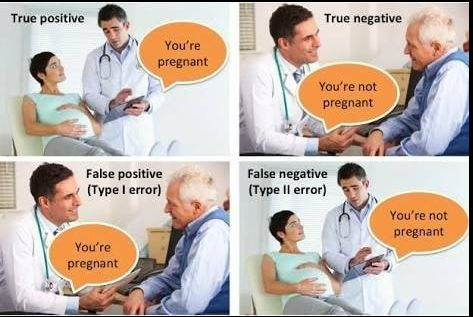 True positive
You're
pregnant
True negative
You're not
pregnant
False positive
(Type I error)
You're
pregnant
False negative
(Type II error)
You're not
pregnant